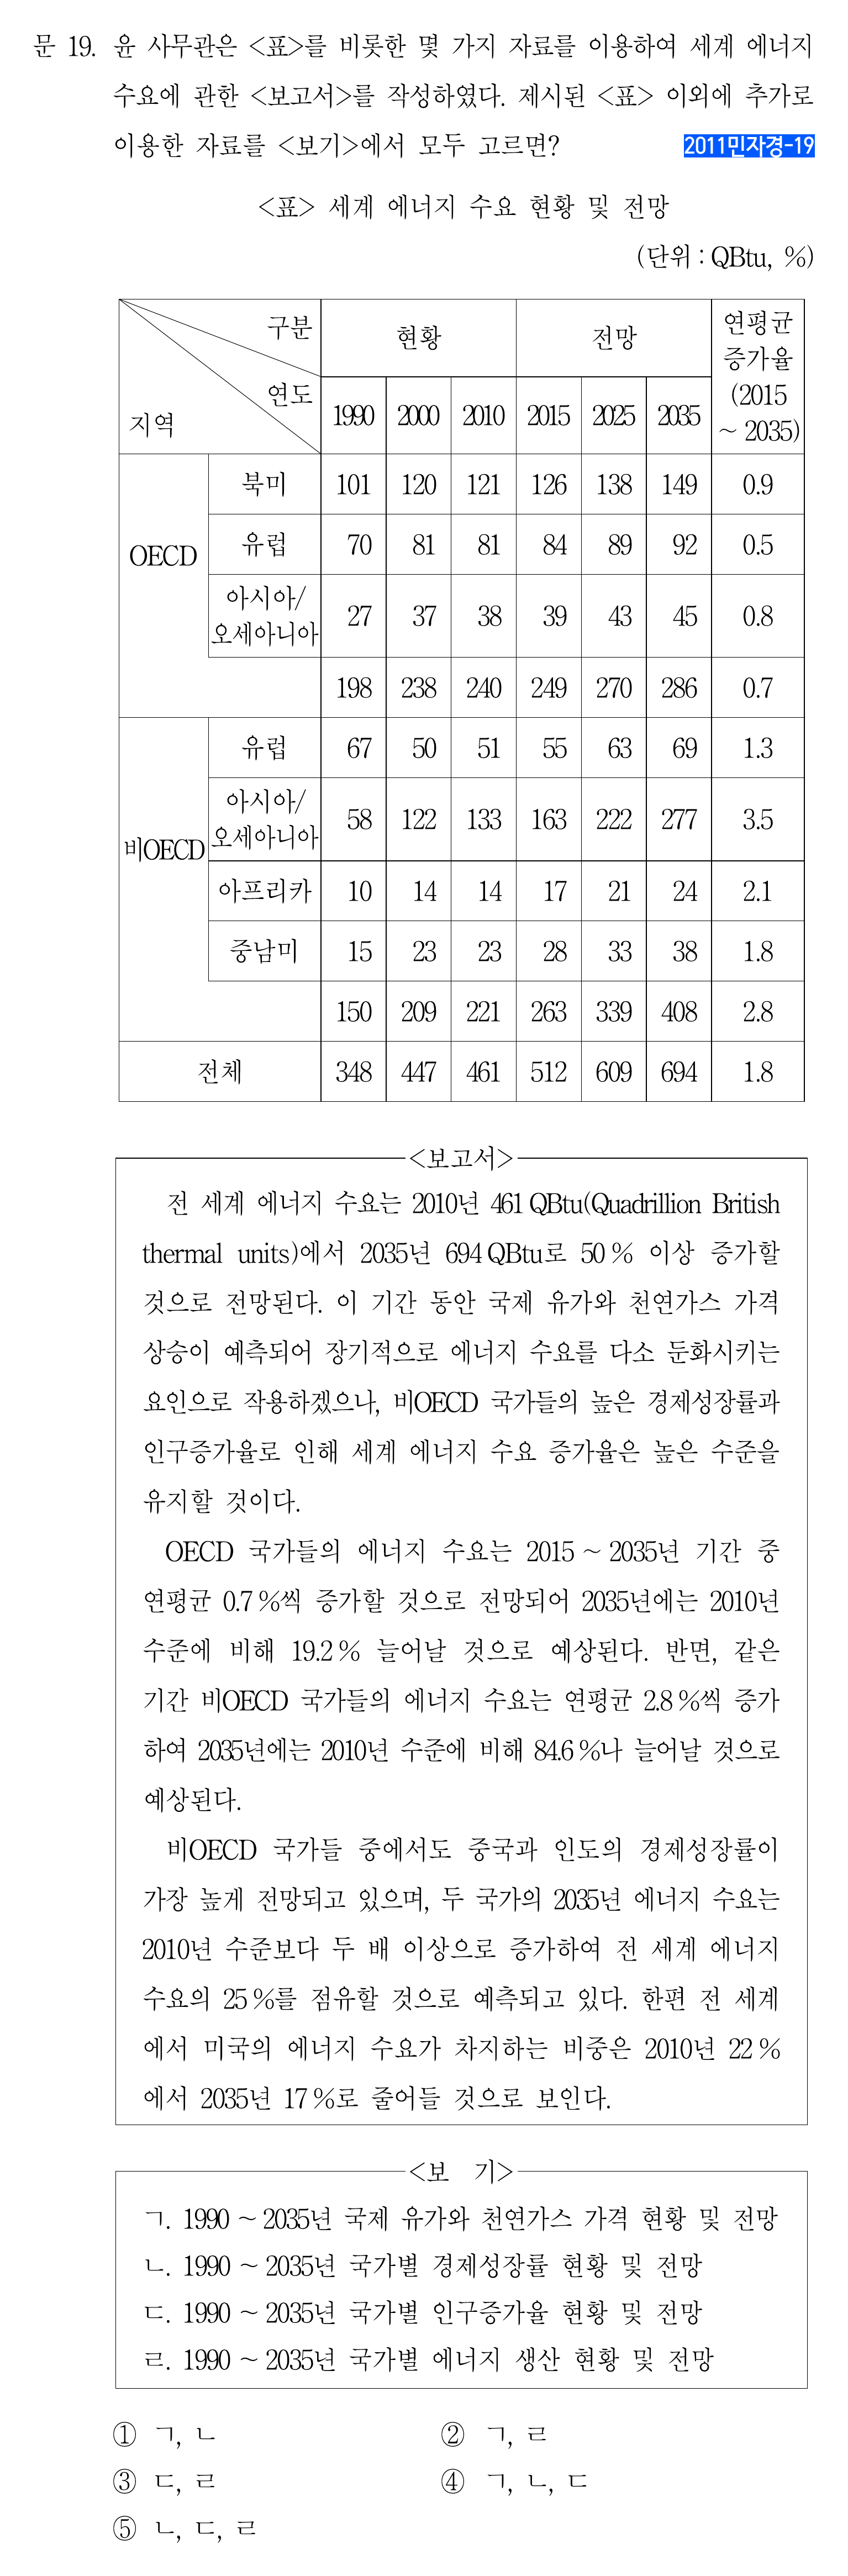 문 19. 윤 사무관은 <표>를 비롯한 몇 가지 자료를 이용하여 세계 에너지
수요에 관한 <보고서>를 작성하였다. 제시된 <표> 이외에 추가로
이용한 자료를 <보기>에서 모두 고르면? 2011민자경-19
<표> 세계 에너지 수요 현황 및 전망
(단위 : QBtu, %)
구분 현황 전망 연평균 증가율 (2015 ~ 2035)
연도
지역 1990 2000 2010 2015 2025 2035
OECD 북미 101 120 121 126 138 149 0.9
유럽 70 81 81 84 89 92 0.5
아시아/오세아니아 27 37 38 39 43 45 0.8
198 238 240 249 270 286 0.7
비OECD 유럽 67 50 51 55 63 69 1.3
아시아/오세아니아 58 122 133 163 222 277 3.5
아프리카 10 14 14 17 21 24 2.1
중남미 15 23 23 28 33 38 1.8
150 209 221 263 339 408 2.8
전체 348 447 461 512 609 694 1.8
<보고서>
전 세계 에너지 수요는 2010년 461 QBtu(Quadrillion British
thermal units)에서 2035년 694 QBtu로 50 % 이상 증가할
것으로 전망된다. 이 기간 동안 국제 유가와 천연가스 가격
상승이 예측되어 장기적으로 에너지 수요를 다소 둔화시키는
요인으로 작용하겠으나, 비OECD 국가들의 높은 경제성장률과
인구증가율로 인해 세계 에너지 수요 증가율은 높은 수준을
유지할 것이다.
OECD 국가들의 에너지 수요는 2015 ~ 2035년 기간 중
연평균 0.7 %씩 증가할 것으로 전망되어 2035년에는 2010년
수준에 비해 19.2 % 늘어날 것으로 예상된다. 반면, 같은
기간 비OECD 국가들의 에너지 수요는 연평균 2.8 %씩 증가
하여 2035년에는 2010년 수준에 비해 84.6 %나 늘어날 것으로
예상된다.
비OECD 국가들 중에서도 중국과 인도의 경제성장률이
가장 높게 전망되고 있으며, 두 국가의 2035년 에너지 수요는
2010년 수준보다 두 배 이상으로 증가하여 전 세계 에너지
수요의 25 %를 점유할 것으로 예측되고 있다. 한편 전 세계
에서 미국의 에너지 수요가 차지하는 비중은 2010년 22 %
에서 2035년 17 %로 줄어들 것으로 보인다.
<보 기>
ㄱ. 1990 ~ 2035년 국제 유가와 천연가스 가격 현황 및 전망
ㄴ. 1990 ~ 2035년 국가별 경제성장률 현황 및 전망
ㄷ. 1990 ~ 2035년 국가별 인구증가율 현황 및 전망
ㄹ. 1990 ~ 2035년 국가별 에너지 생산 현황 및 전망
① ㄱ, ㄴ ② ㄱ, ㄹ
③ ㄷ, ㄹ ④ ㄱ, ㄴ, ㄷ
⑤ ㄴ, ㄷ, ㄹ